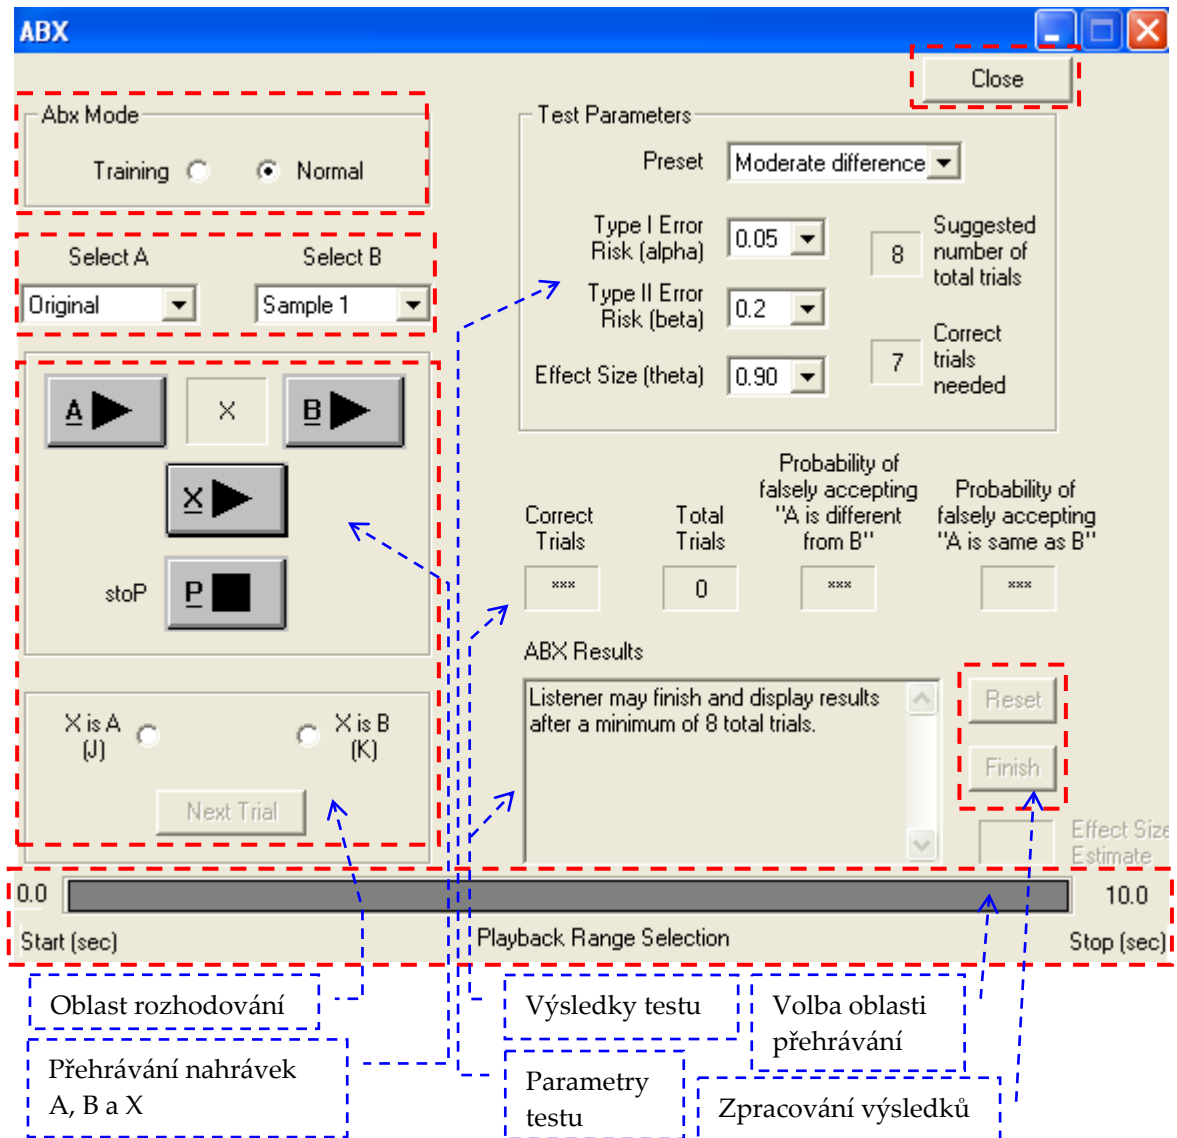 ABX
Close
Abx Mode
Training
Normal
Select A
Select B
Original
Sample 1
A
X
B
X
stoP
P
X is A
(J)
X is B
(K)
Next Trial
Test Parameters
Preset
Moderate difference
Type I Error
Risk (alpha)
0.05
8
Suggested
number of
total trials
Type II Error
Risk (beta)
0.2
Effect Size (theta)
0.90
7
Correct
trials
needed
Correct
Trials
Total
Trials
Probability of
falsely accepting
"A is different
from B"
Probability of
falsely accepting
"A is same as B"
***
0
***
***
ABX Results
Listener may finish and display results
after a minimum of 8 total trials.
Reset
Finish
Effect Size
Estimate
0.0
10.0
Start (sec)
Playback Range Selection
Stop (sec)
Oblast rozhodování
Přehrávání nahrávek
A, B a X
Výsledky testu
Parametry
testu
Volba oblasti
přehrávání
Zpracování výsledků